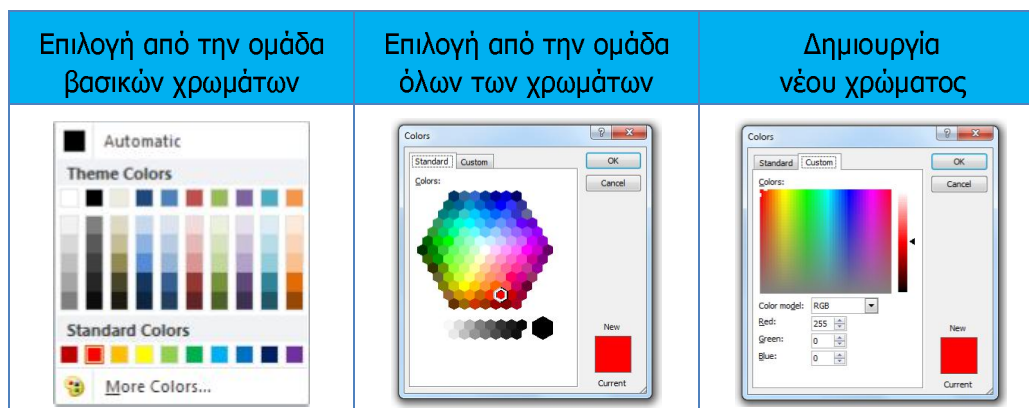 Επιλογή από την ομάδα
βασικών χρωμάτων
Επιλογή από την ομάδα
όλων των χρωμάτων
Δημιουργία
νέου χρώματος
Automatic
Theme Colors
Standard Colors
More Colors...
Colors
Standard Custom
Colors:
OK
Cancel
New
Current
Colors
Standard Custom
Colors:
OK
Cancel
Color model: RGB
Red: 255
Green: 0
Blue: 0
New
Current